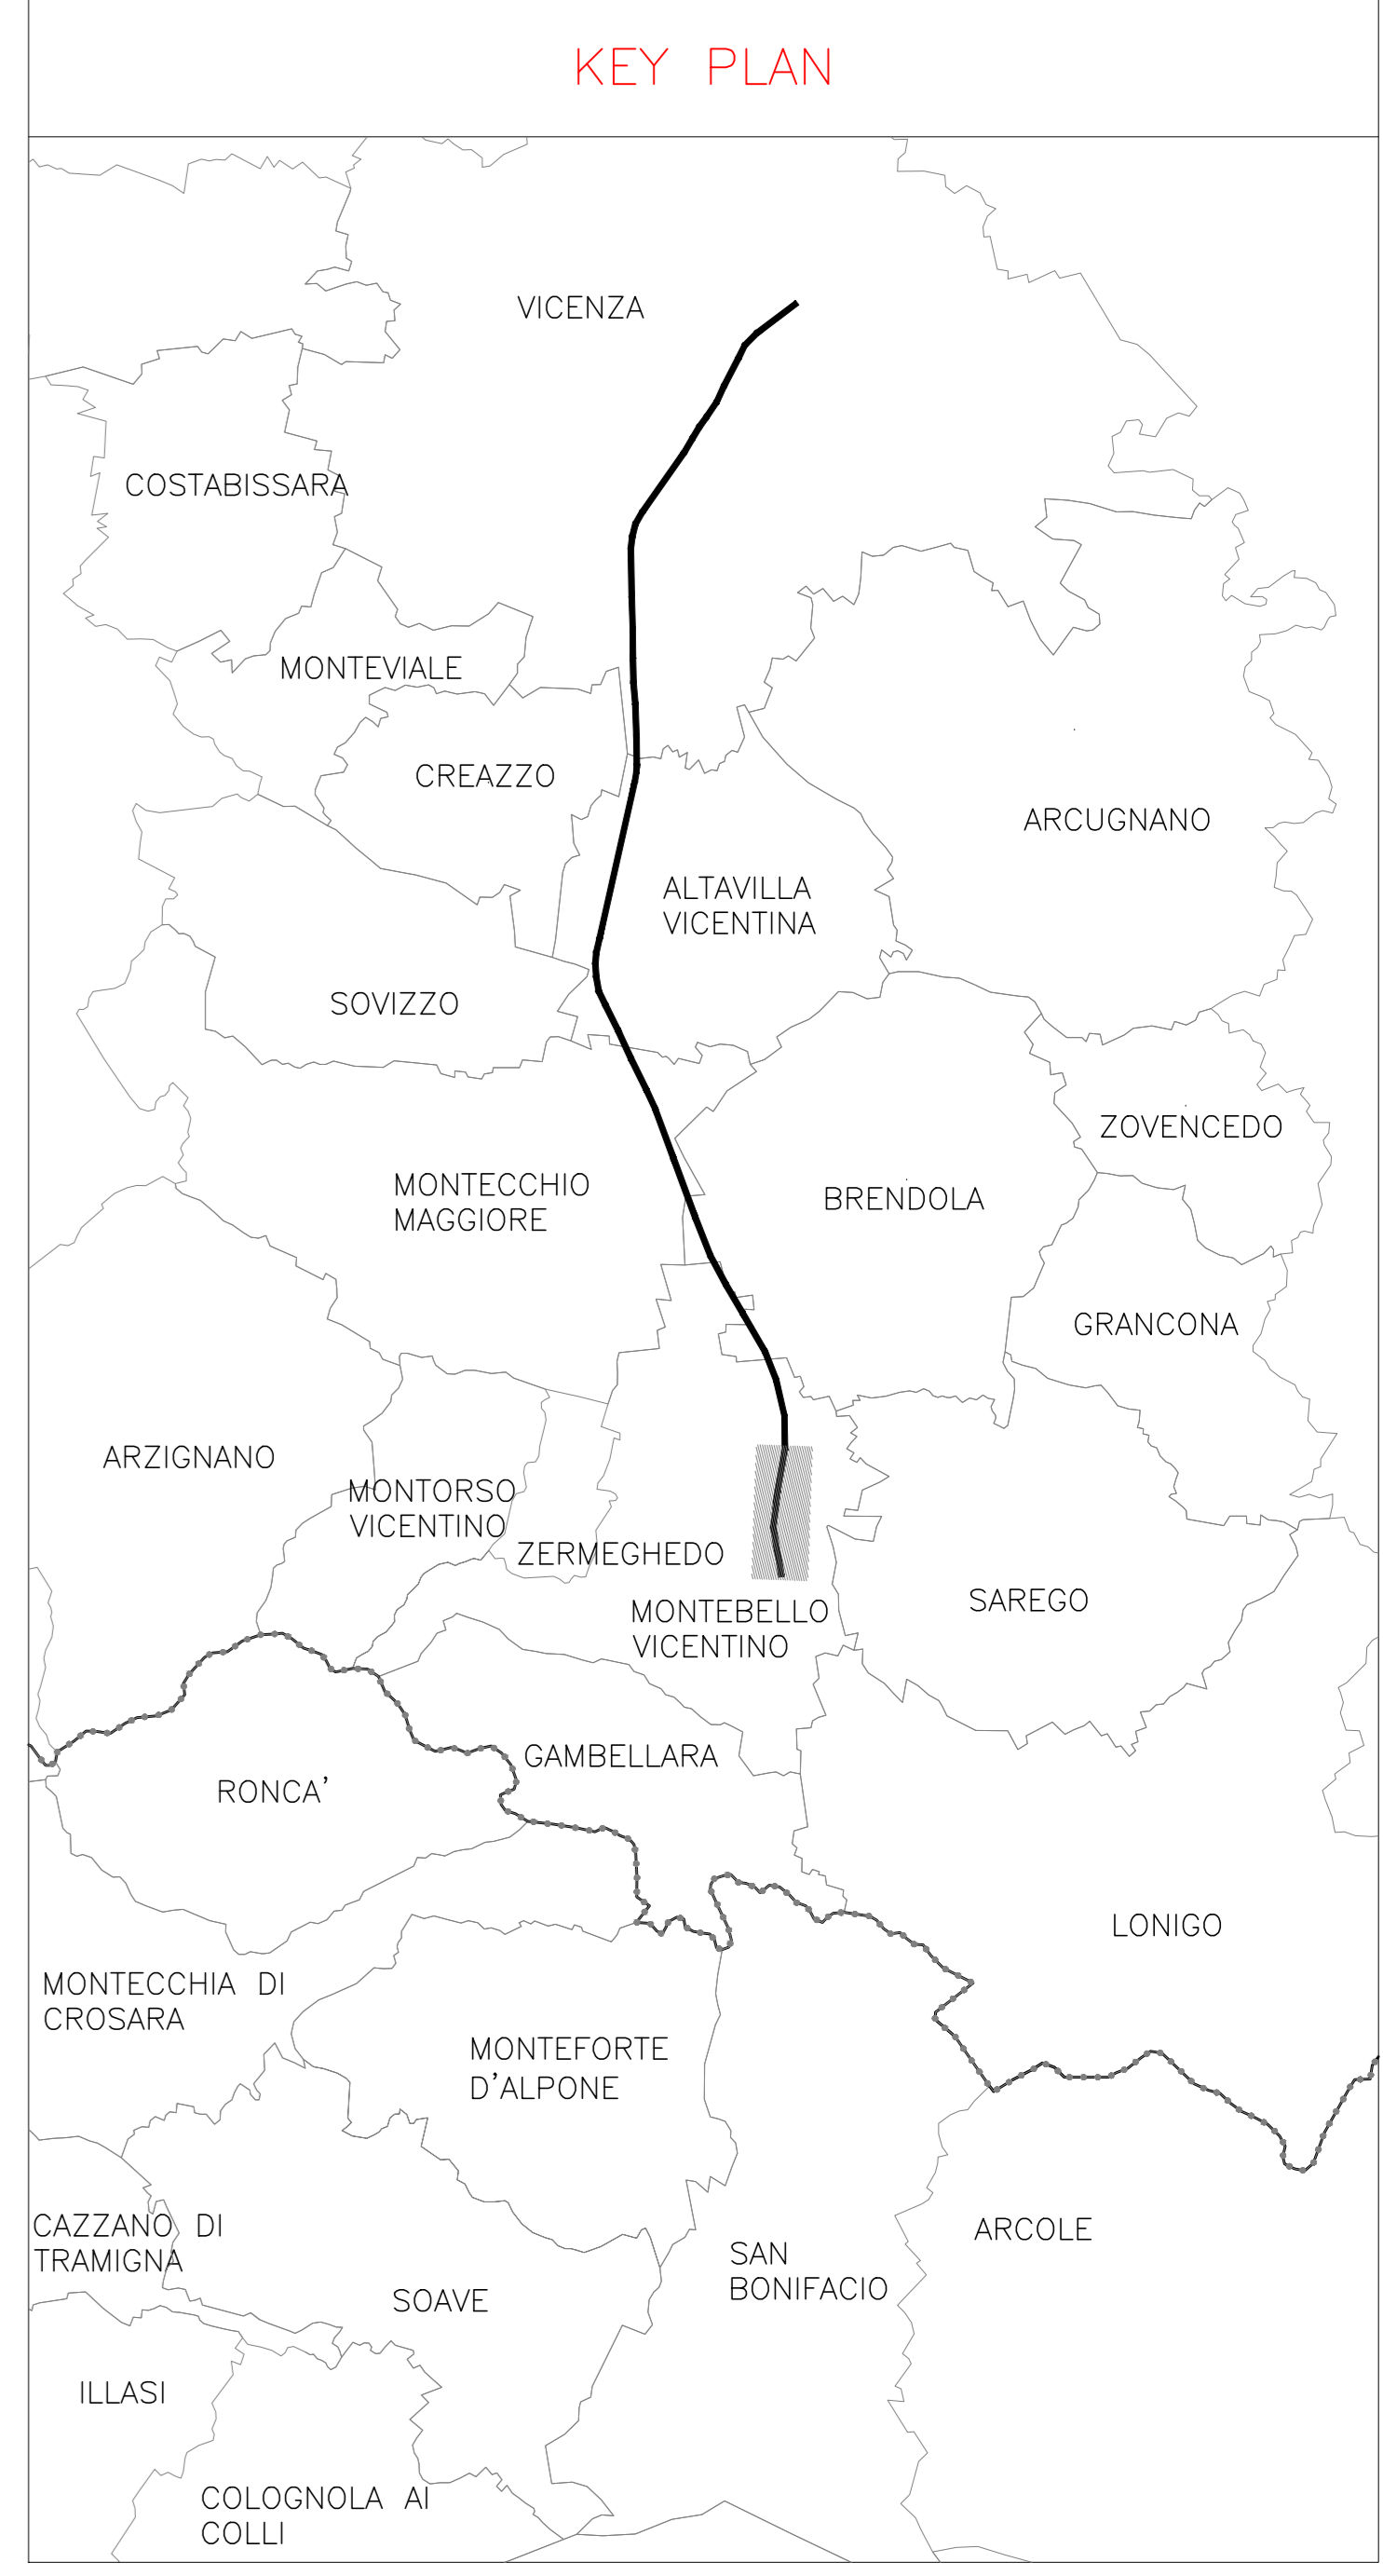 KEY PLAN
VICENZA
COSTABISSARA
MONTEVIALE
CREAZZO
ARCUGNANO
ALTAVILLA
VICENTINA
SOVIZZO
ZOVENCEDO
MONTECCHIO
MAGGIORE
BRENDOLA
GRANCONA
ARZIGNANO
MONTORSO
VICENTINO
ZERMEGHEDO
SAREGO
MONTEBELLO
VICENTINO
GAMBELLARA
RONCA'
LONIGO
MONTECCHIA DI
CROSARA
MONTEFORTE
D'ALPONE
CAZZANO DI
TRAMIGNA
ARCOLE
SAN
BONIFACIO
SOAVE
ILLASI
COLOGNOLA AI
COLLI